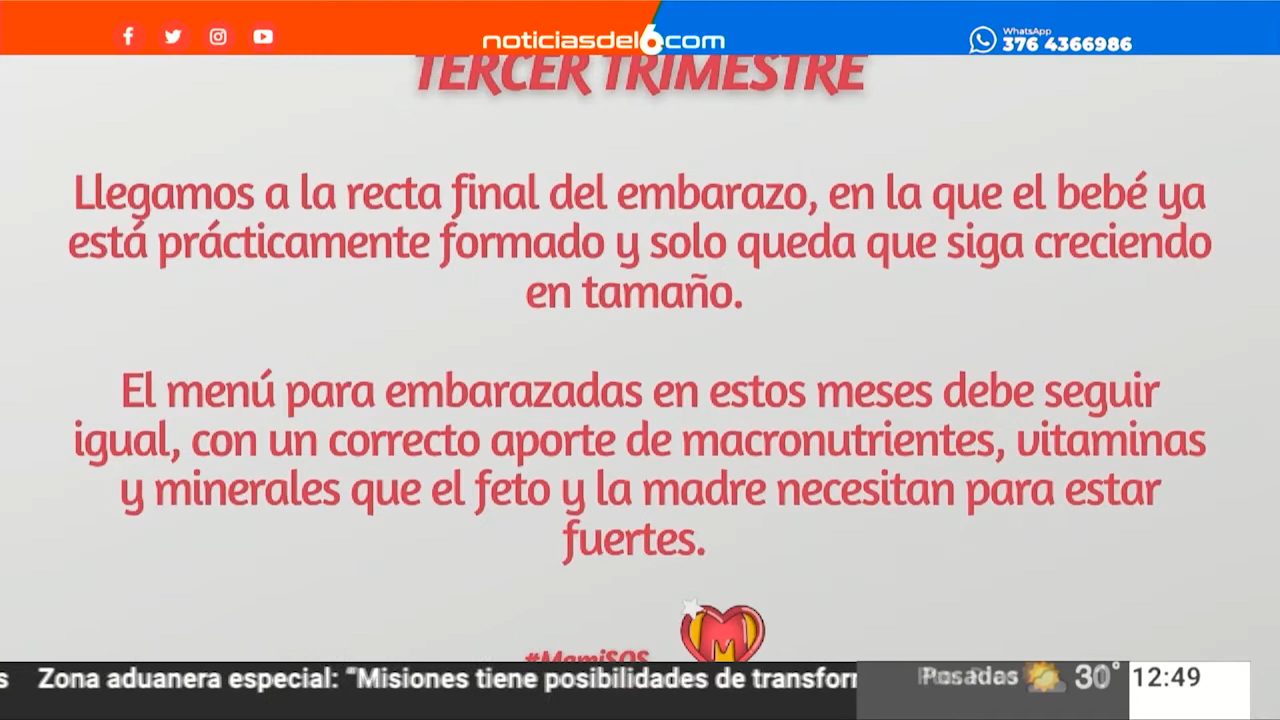 noticiasdel6.com
WhatsApp
376 4366986
TERCER TRIMESTRE
Llegamos a la recta final del embarazo, en la que el bebé ya
está prácticamente formado y solo queda que siga creciendo
en tamaño.
El menú para embarazadas en estos meses debe seguir
igual, con un correcto aporte de macronutrientes, vitaminas
y minerales que el feto y la madre necesitan para estar
fuertes.
M
#MamiSOS
s Zona aduanera especial: “Misiones tiene posibilidades de transforr
Posadas 30° 12:49